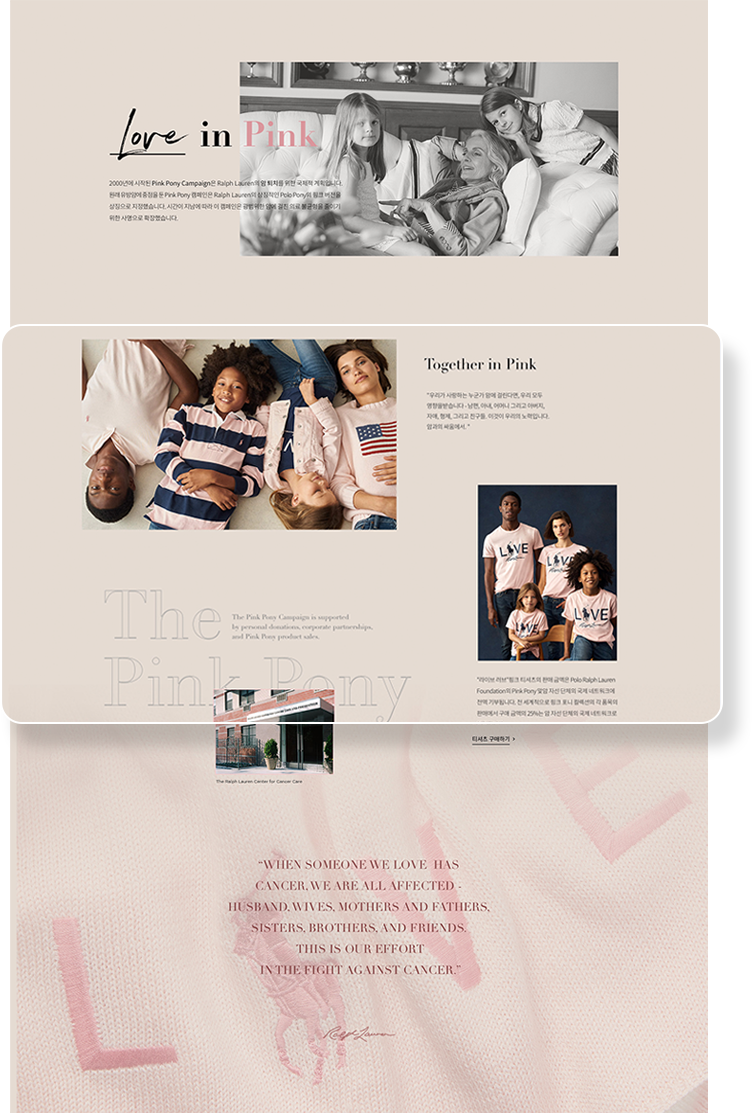 Love in Pink
2000년에 시작된 Pink Pony Campaign은 Ralph Lauren의 암 퇴치를 위한 국제적 계획입니다.
원래 유방암에 중점을 둔 Pink Pony 캠페인은 Ralph Lauren의 상징적인 Polo Pony의 핑크 버전을
상징으로 지정했습니다. 시간이 지남에 따라 이 캠페인은 광범위한 암에 걸친 의료 불균형을 줄이기
위한 사명으로 확장했습니다.
Together in Pink
"우리가 사랑하는 누군가 암에 걸린다면, 우리 모두
영향을받습니다 - 남편, 아내, 어머니 그리고 아버지,
자매, 형제, 그리고 친구들. 이것이 우리의 노력입니다.
암과의 싸움에서. "
LOVE
LOVE
LOVE
LOVE
The
Pink Pony
The Pink Pony Campaign is supported
by personal donations, corporate partnerships,
and Pink Pony product sales.
"라이브 러브"핑크 티셔츠의 판매 금액은 Polo Ralph Lauren
Foundation의 Pink Pony 및 암 자선 단체의 국제 네트워크에
전액 기부됩니다. 전 세계적으로 핑크 포니 컬렉션의 각 품목의
판매에서 구매 금액의 25%는 암 자선 단체의 국제 네트워크로
티셔츠 구매하기 >
The Ralph Lauren Center for Cancer Care
"WHEN SOMEONE WE LOVE HAS
CANCER, WE ARE ALL AFFECTED -
HUSBAND, WIVES, MOTHERS AND FATHERS,
SISTERS, BROTHERS, AND FRIENDS.
THIS IS OUR EFFORT
IN THE FIGHT AGAINST CANCER."
Ralph Lauren
L V E